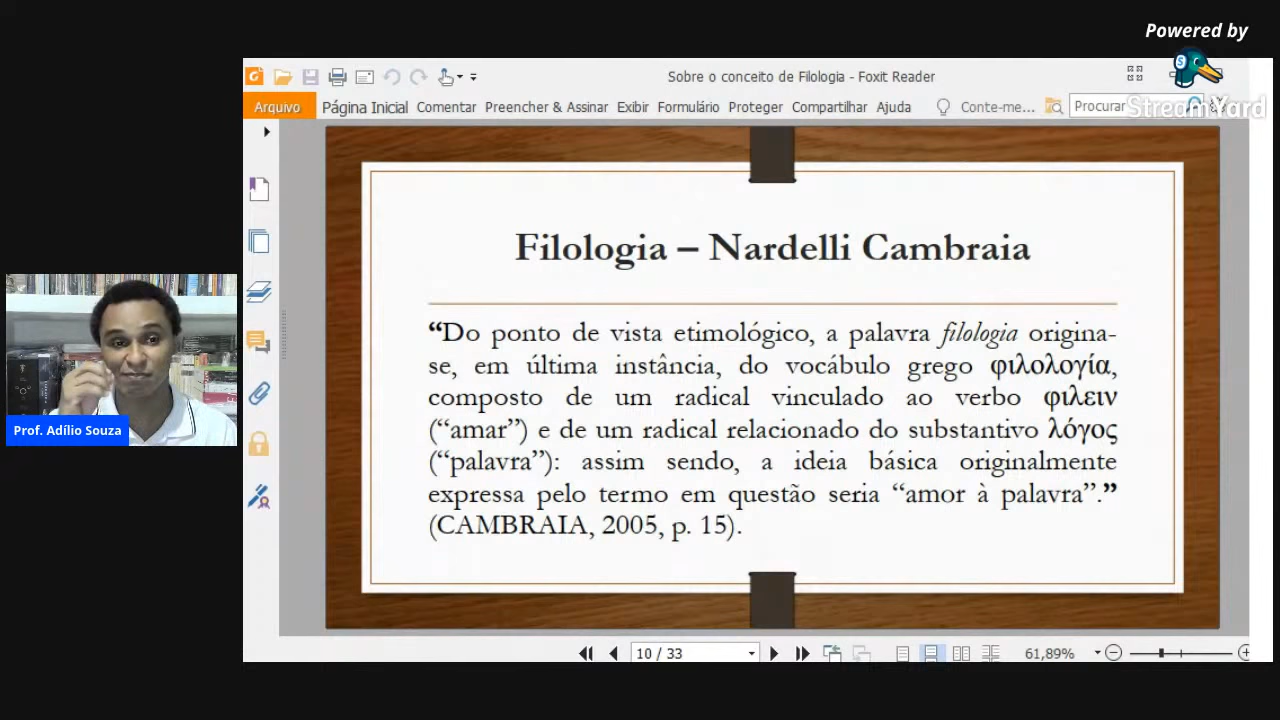 Powered by
StreamYard
Sobre o conceito de Filologia - Foxit Reader
Arquivo Página Inicial Comentar Preencher & Assinar Exibir Formulário Proteger Compartilhar Ajuda Conte-me... Procurar
Filologia – Nardelli Cambraia
“Do ponto de vista etimológico, a palavra filologia origina-
se, em última instância, do vocábulo grego φιλολογία,
composto de um radical vinculado ao verbo φιλειν
(“amar”) e de um radical relacionado do substantivo λόγος
(“palavra”): assim sendo, a ideia básica originalmente
expressa pelo termo em questão seria “amor à palavra”.”
(CAMBRAIA, 2005, p. 15).
Prof. Adílio Souza
10 / 33
61,89%